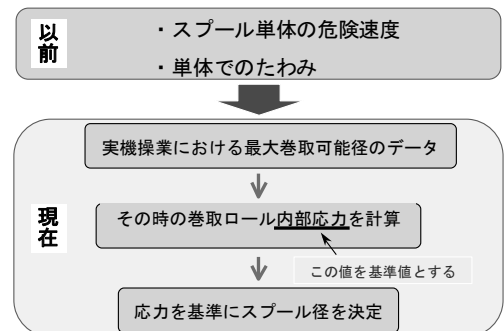 以前
・スプール単体の危険速度
・単体でのたわみ
現在
実機操業における最大巻取可能径のデータ
その時の巻取ロール内部応力を計算
この値を基準値とする
応力を基準にスプール径を決定